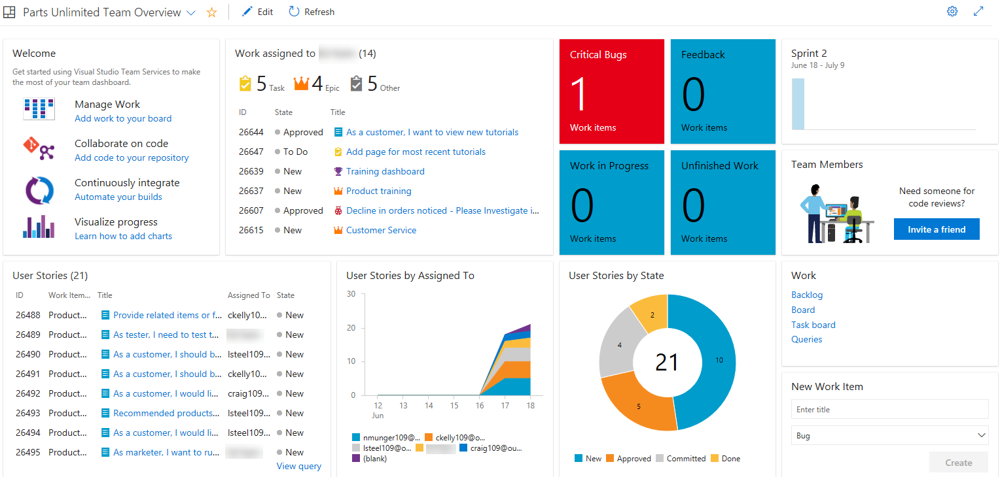 Parts Unlimited Team Overview
Edit
Refresh
Welcome
Get started using Visual Studio Team Services to make
the most of your team dashboard.
Manage Work
Add work to your board
Collaborate on code
Add code to your repository
Continuously integrate
Automate your builds
Visualize progress
Learn how to add charts
Work assigned to (14)
5 Task 4 Epic 5 Other
ID State Title
26644 Approved As a customer, I want to view new tutorials
26647 To Do Add page for most recent tutorials
26639 New Training dashboard
26637 New Product training
26607 Approved Decline in orders noticed - Please Investigate i...
26615 New Customer Service
Critical Bugs
1
Work items
Feedback
0
Work items
Work in Progress
0
Work items
Unfinished Work
0
Work items
Sprint 2
June 18 - July 9
Team Members
Need someone for
code reviews?
Invite a friend
User Stories (21)
ID Work Item... Title Assigned To State
26488 Product... Provide related items or f... ckelly10... New
26489 Product... As tester, I need to test t... New
26490 Product... As a customer, I should b... lsteel109... New
26491 Product... As a customer, I should b... ckelly10... New
26492 Product... As a customer, I would li... craig109... New
26493 Product... Recommended products... lsteel109... New
26494 Product... As a customer, I would li... lsteel109... New
26495 Product... As marketer, I want to ru... New
View query
User Stories by Assigned To
30
20
10
0
12 13 14 15 16 17 18
Jun
nmunger109@... ckelly109@o...
lsteel109@o... craig109@ou...
(blank)
User Stories by State
2
4
10
21
5
New Approved Committed Done
Work
Backlog
Board
Task board
Queries
New Work Item
Enter title
Bug
Create